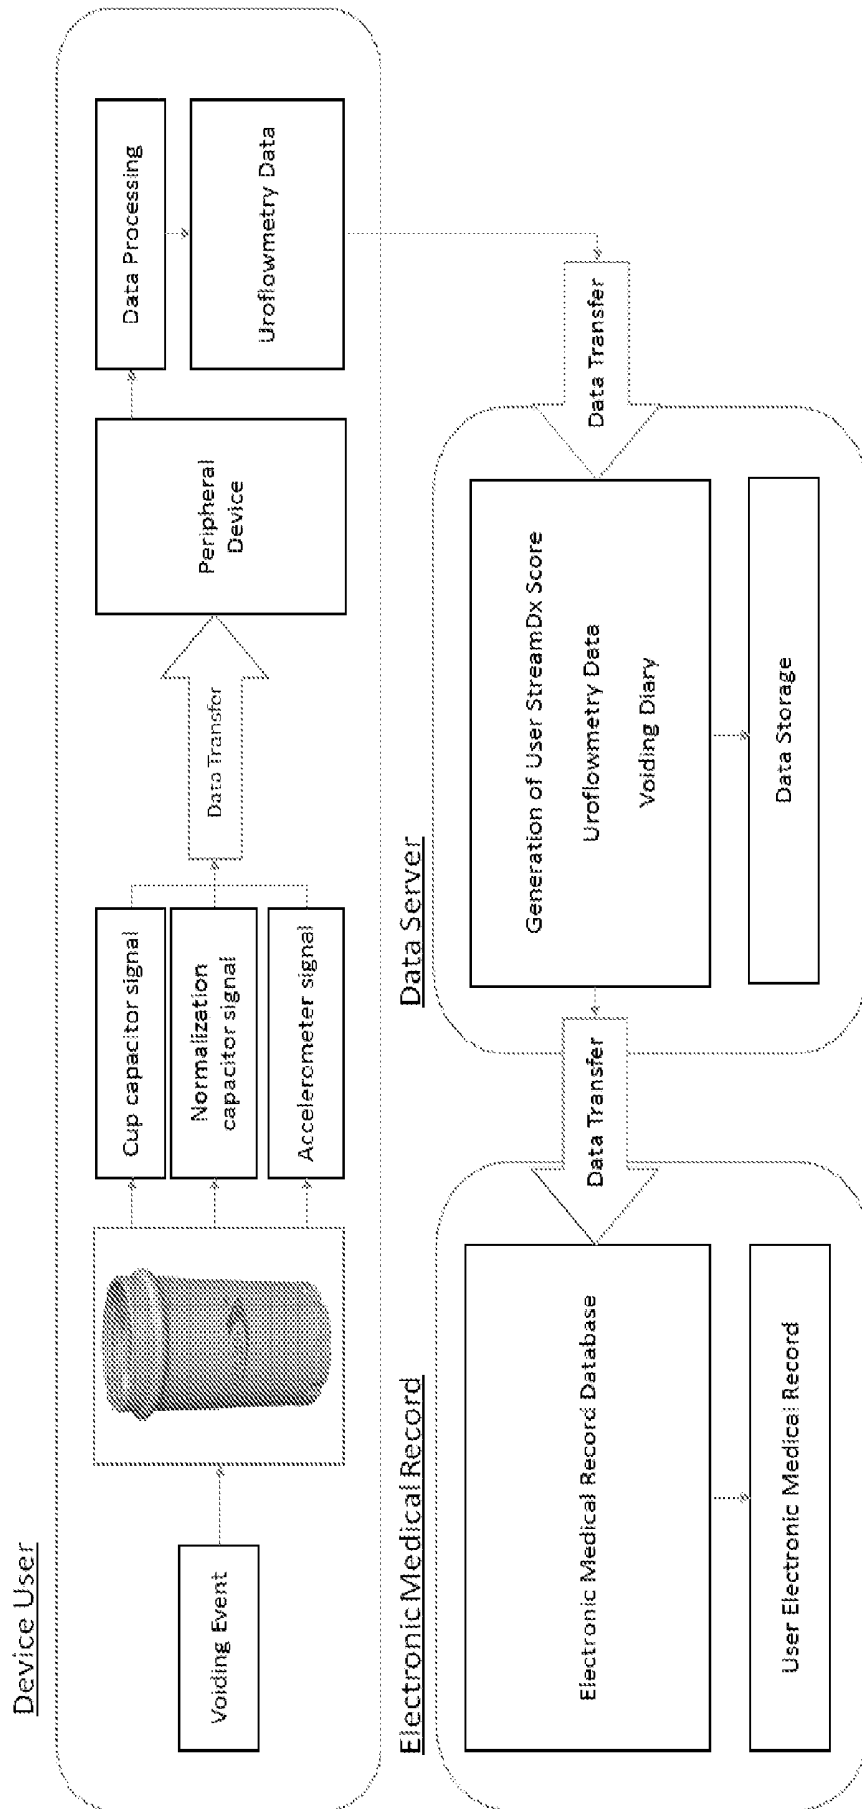 Device User
Voiding Event
Cup capacitor signal
Normalization
capacitor signal
Accelerometer signal
Data Transfer
Peripheral
Device
Data Processing
Uroflowmetry Data
Data Transfer
Data Server
Generation of User StreamDx Score
Uroflowmetry Data
Voiding Diary
Data Storage
Data Transfer
Electronic Medical Record
Electronic Medical Record Database
User Electronic Medical Record